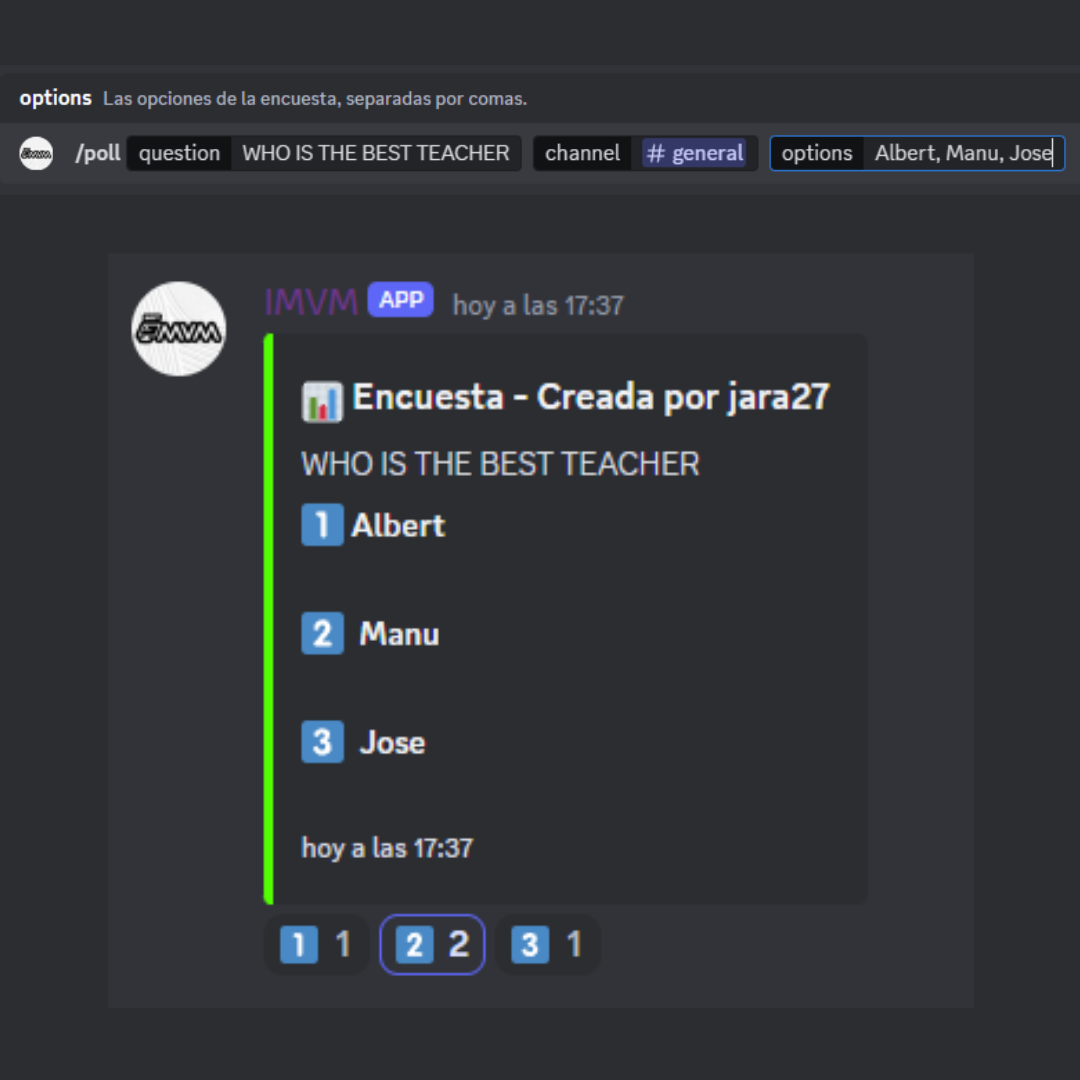 options Las opciones de la encuesta, separadas por comas.
/poll question WHO IS THE BEST TEACHER channel # general options Albert, Manu, Jose
IMVM APP hoy a las 17:37
Encuesta - Creada por jara27
WHO IS THE BEST TEACHER
1 Albert
2 Manu
3 Jose
hoy a las 17:37
1 1 2 2 3 1